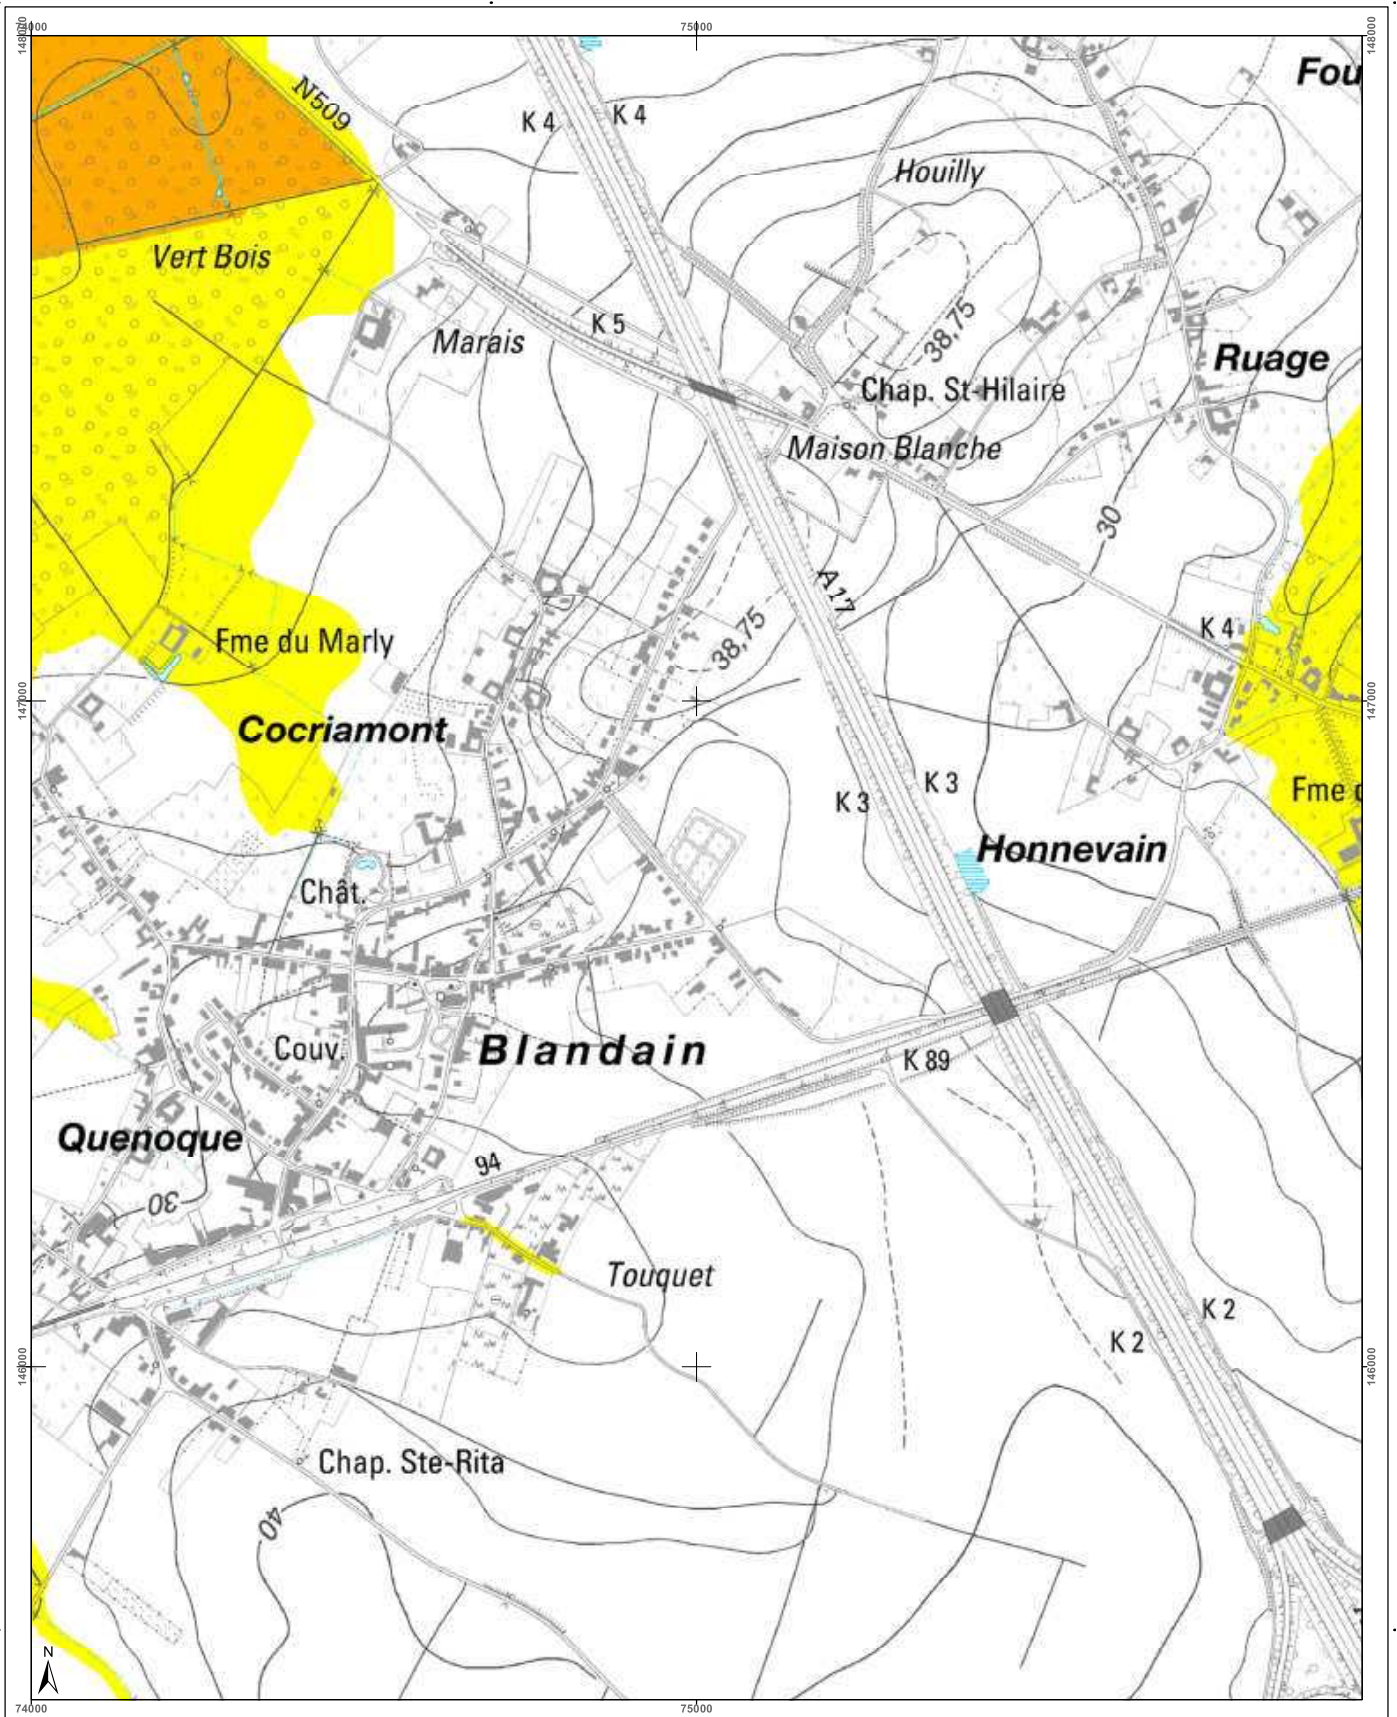 74000
75000
148000
148000
Fou
N509
K 4
K 4
Houilly
Vert Bois
K 5
Marais
38,75
Ruage
Chap. St-Hilaire
Maison Blanche
30
A17
38,75
K 4
Fme du Marly
147000
147000
Cocriamont
K 3
K 3
Fme d
Honnevain
Chât.
Couv.
Blandain
K 89
Quenoque
94
30
Touquet
K 2
K 2
146000
146000
Chap. Ste-Rita
40
N
74000
75000